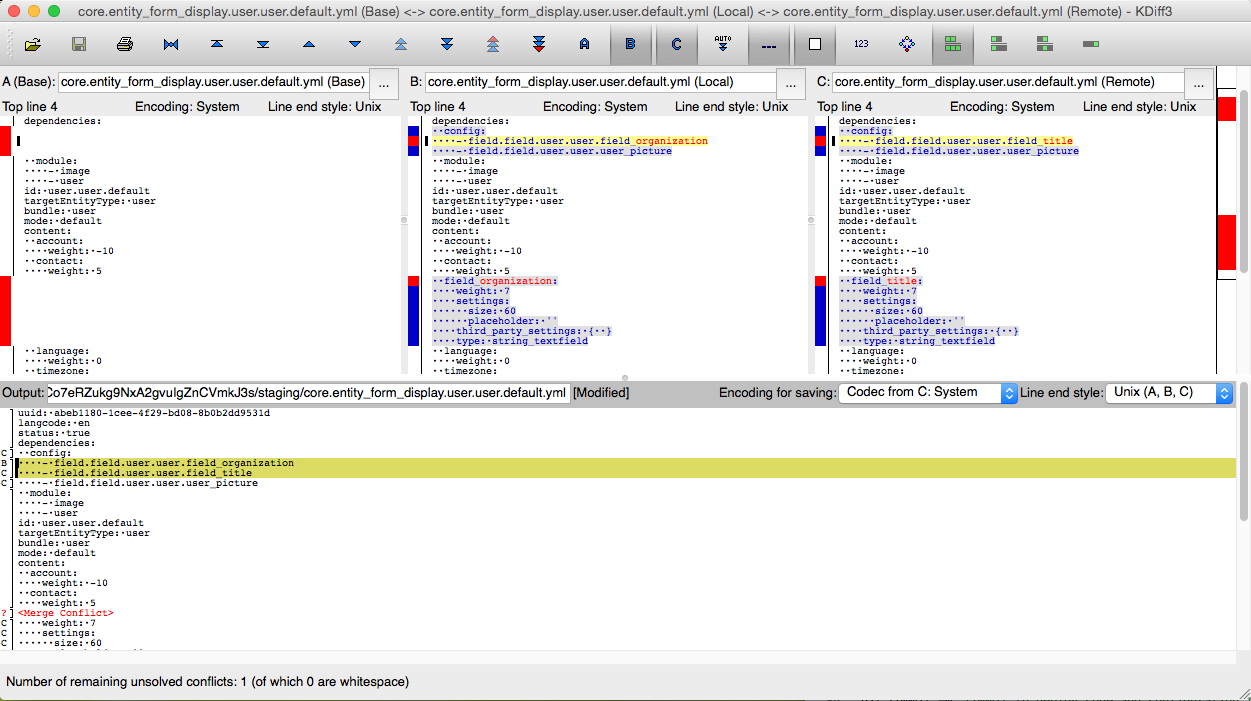 core.entity_form_display.user.user.default.yml (Base) <-> core.entity_form_display.user.user.default.yml (Local) <-> core.entity_form_display.user.user.default.yml (Remote) - KDiff3
A B C AUTO 123
A (Base): core.entity_form_display.user.user.default.yml (Base) ...
Top line 4 Encoding: System Line end style: Unix
dependencies:
··module:
····-·image
····-·user
id:·user.user.default
targetEntityType:·user
bundle:·user
mode:·default
content:
··account:
····weight:·-10
··contact:
····weight:·5
··language:
····weight:·0
··timezone:
B: core.entity_form_display.user.user.default.yml (Local) ...
Top line 4 Encoding: System Line end style: Unix
dependencies:
··config:
····-·field.field.user.user.field_organization
····-·field.field.user.user.user_picture
··module:
····-·image
····-·user
id:·user.user.default
targetEntityType:·user
bundle:·user
mode:·default
content:
··account:
····weight:·-10
··contact:
····weight:·5
··field_organization:
····weight:·7
····settings:
······size:·60
······placeholder:·''
····third_party_settings:·{··}
····type:·string_textfield
··language:
····weight:·0
··timezone:
C: core.entity_form_display.user.user.default.yml (Remote) ...
Top line 4 Encoding: System Line end style: Unix
dependencies:
··config:
····-·field.field.user.user.field_title
····-·field.field.user.user.user_picture
··module:
····-·image
····-·user
id:·user.user.default
targetEntityType:·user
bundle:·user
mode:·default
content:
··account:
····weight:·-10
··contact:
····weight:·5
··field_title:
····weight:·7
····settings:
······size:·60
······placeholder:·''
····third_party_settings:·{··}
····type:·string_textfield
··language:
····weight:·0
··timezone:
Output: Co7eRZukg9NxA2gvuIgZnCVmkJ3s/staging/core.entity_form_display.user.user.default.yml [Modified] Encoding for saving: Codec from C: System Line end style: Unix (A, B, C)
uuid:·abeb1180-1cee-4f29-bd08-8b0b2dd9531d
langcode:·en
status:·true
dependencies:
C ··config:
B ····-·field.field.user.user.field_organization
C ····-·field.field.user.user.field_title
C ····-·field.field.user.user.user_picture
··module:
····-·image
····-·user
id:·user.user.default
targetEntityType:·user
bundle:·user
mode:·default
content:
··account:
····weight:·-10
··contact:
····weight:·5
? <Merge Conflict>
C ····weight:·7
C ····settings:
C ······size:·60
Number of remaining unsolved conflicts: 1 (of which 0 are whitespace)